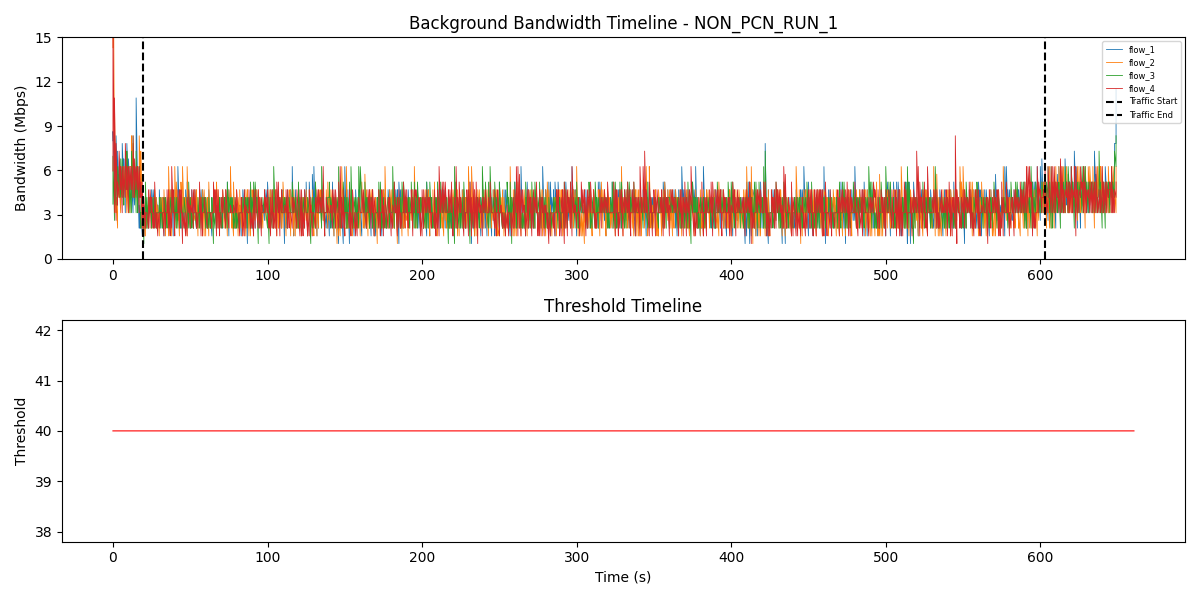 Background Bandwidth Timeline - NON_PCN_RUN_1
Bandwidth (Mbps)
15
12
9
6
3
0
flow_1
flow_2
flow_3
flow_4
Traffic Start
Traffic End
0 100 200 300 400 500 600
Threshold Timeline
Threshold
42
41
40
39
38
0 100 200 300 400 500 600
Time (s)